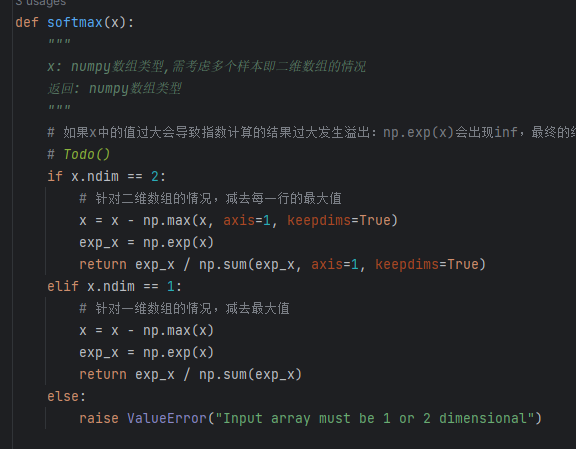 3 usages
def softmax(x):
"""
x: numpy数组类型,需考虑多个样本即二维数组的情况
返回: numpy数组类型
"""
# 如果x中的值过大会导致指数计算的结果过大发生溢出：np.exp(x)会出现inf，最终的
# Todo()
if x.ndim == 2:
# 针对二维数组的情况，减去每一行的最大值
x = x - np.max(x, axis=1, keepdims=True)
exp_x = np.exp(x)
return exp_x / np.sum(exp_x, axis=1, keepdims=True)
elif x.ndim == 1:
# 针对一维数组的情况，减去最大值
x = x - np.max(x)
exp_x = np.exp(x)
return exp_x / np.sum(exp_x)
else:
raise ValueError("Input array must be 1 or 2 dimensional")